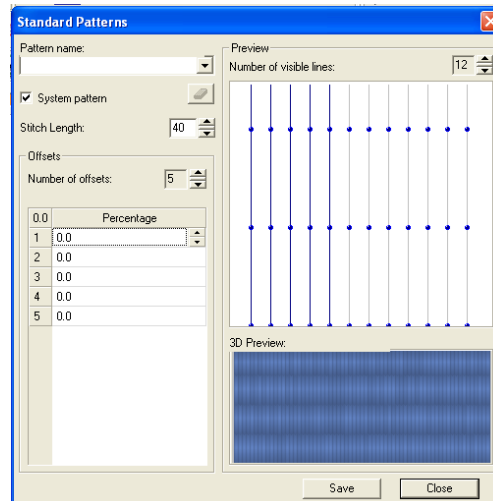 Standard Patterns
Pattern name:
System pattern
Stitch Length:
40
Offsets
Number of offsets:
5
0.0 Percentage
1 0.0
2 0.0
3 0.0
4 0.0
5 0.0
Preview
Number of visible lines:
12
3D Preview:
Save
Close